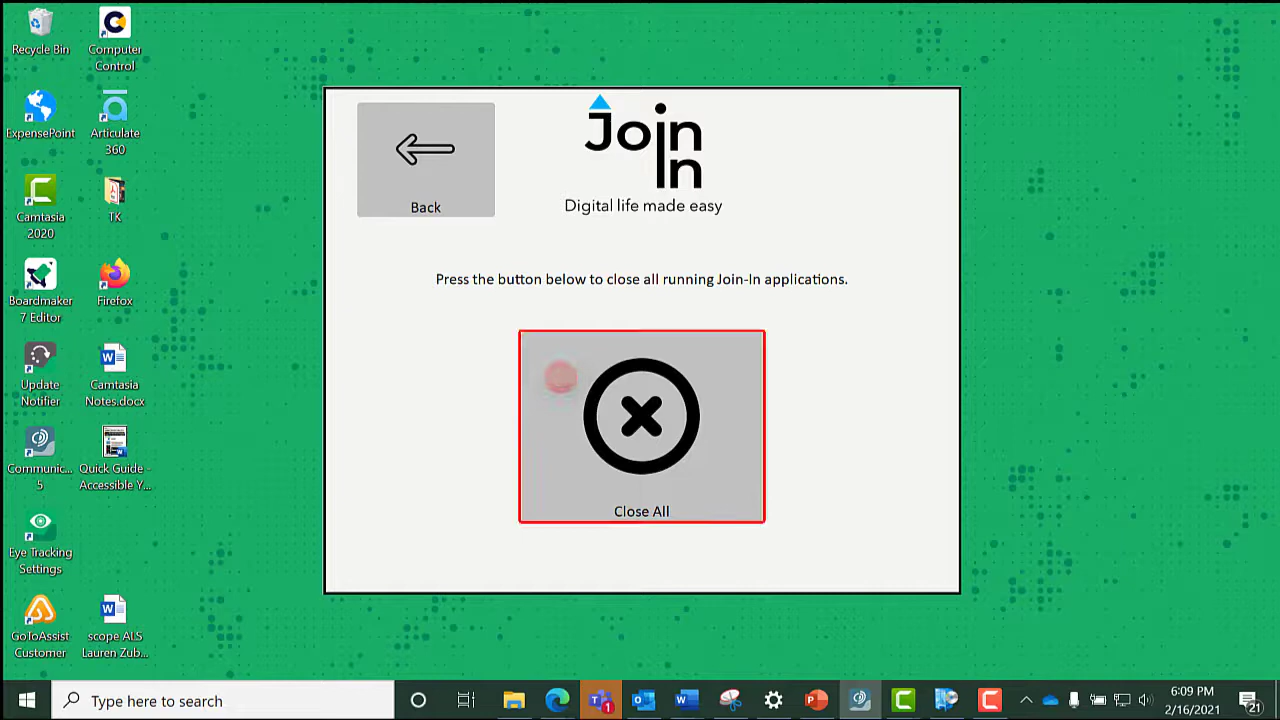 Recycle Bin
Computer
Control
ExpensePoint
Articulate
360
Camtasia
2020
TK
Boardmaker
7 Editor
Firefox
Update
Notifier
Camtasia
Notes.docx
Communic...
5
Quick Guide -
Accessible Y...
Eye Tracking
Settings
GoToAssist
Customer
scope ALS
Lauren Zub...
Back
Join
In
Digital life made easy
Press the button below to close all running Join-In applications.
Close All
Type here to search
1
6:09 PM
2/16/2021
21